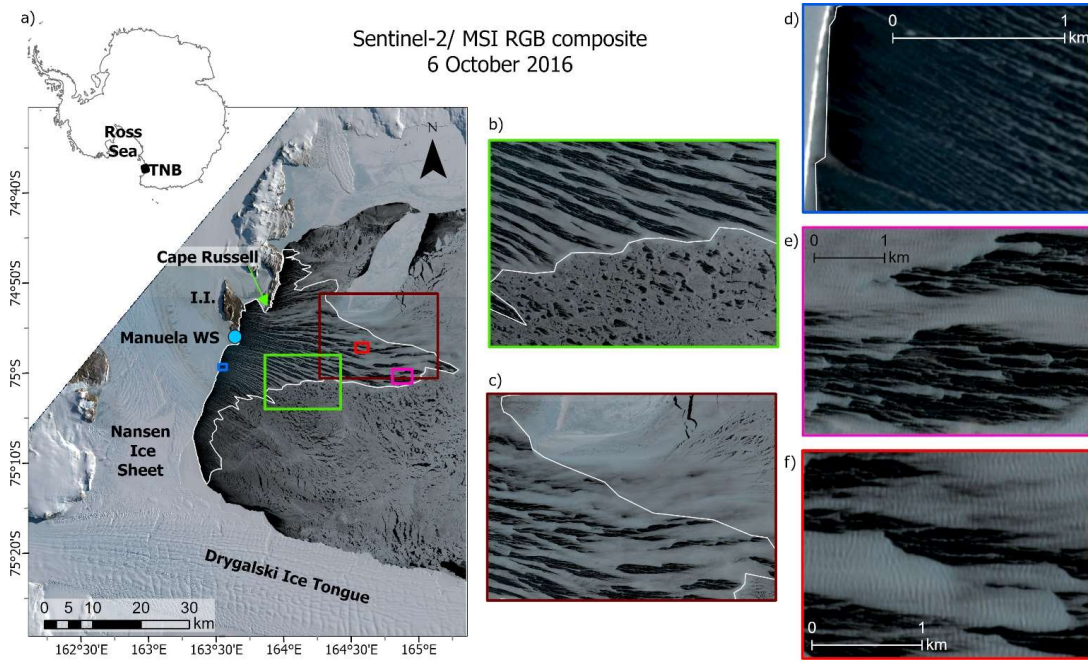 a)
Sentinel-2/ MSI RGB composite
6 October 2016
Ross
Sea
TNB
N
Cape Russell
I.I.
Manuela WS
Nansen
Ice
Sheet
Drygalski Ice Tongue
0 5 10 20 30
km
74°40'S
74°50'S
75°S
75°10'S
75°20'S
162°30'E 163°E 163°30'E 164°E 164°30'E 165°E
b)
c)
d)
0 1
km
e)
0 1
km
f)
0 1
km